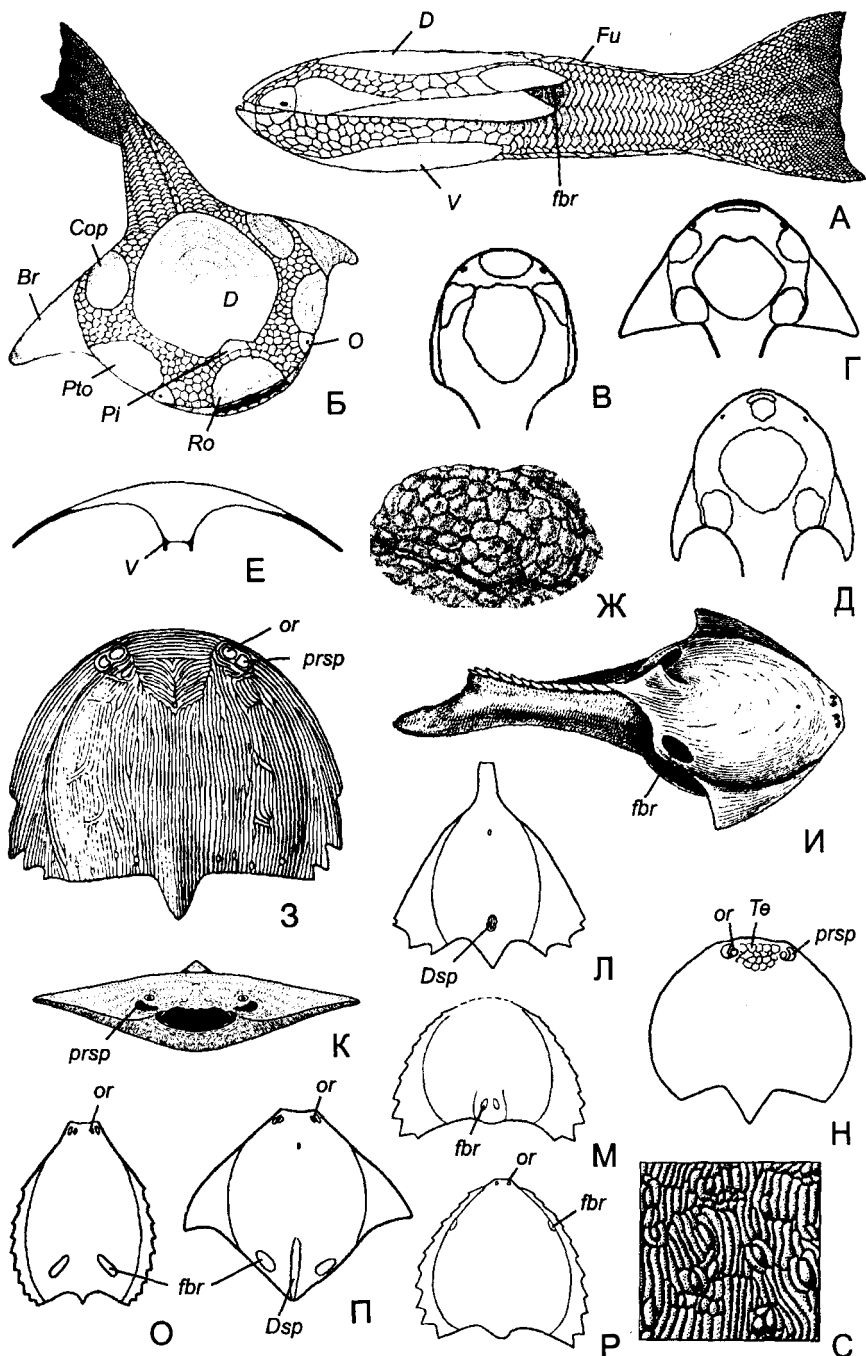 D
Fu
V
fbr
А
Cop
Br
D
O
Pto
Pi
Ro
Б
В
Г
V
Е
Ж
Д
or
prsp
З
fbr
И
Dsp
Л
prsp
К
or
Te
prsp
Н
fbr
М
or
О
or
fbr
Dsp
П
or
fbr
Р
С